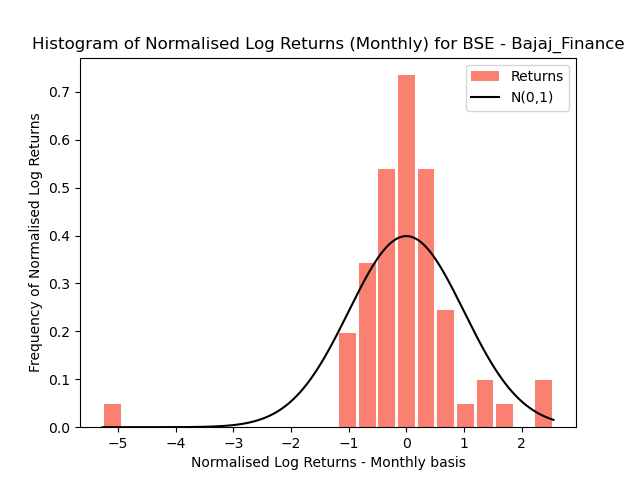 Histogram of Normalised Log Returns (Monthly) for BSE - Bajaj_Finance
Returns
N(0,1)
Frequency of Normalised Log Returns
0.7
0.6
0.5
0.4
0.3
0.2
0.1
0.0
−5 −4 −3 −2 −1 0 1 2
Normalised Log Returns - Monthly basis